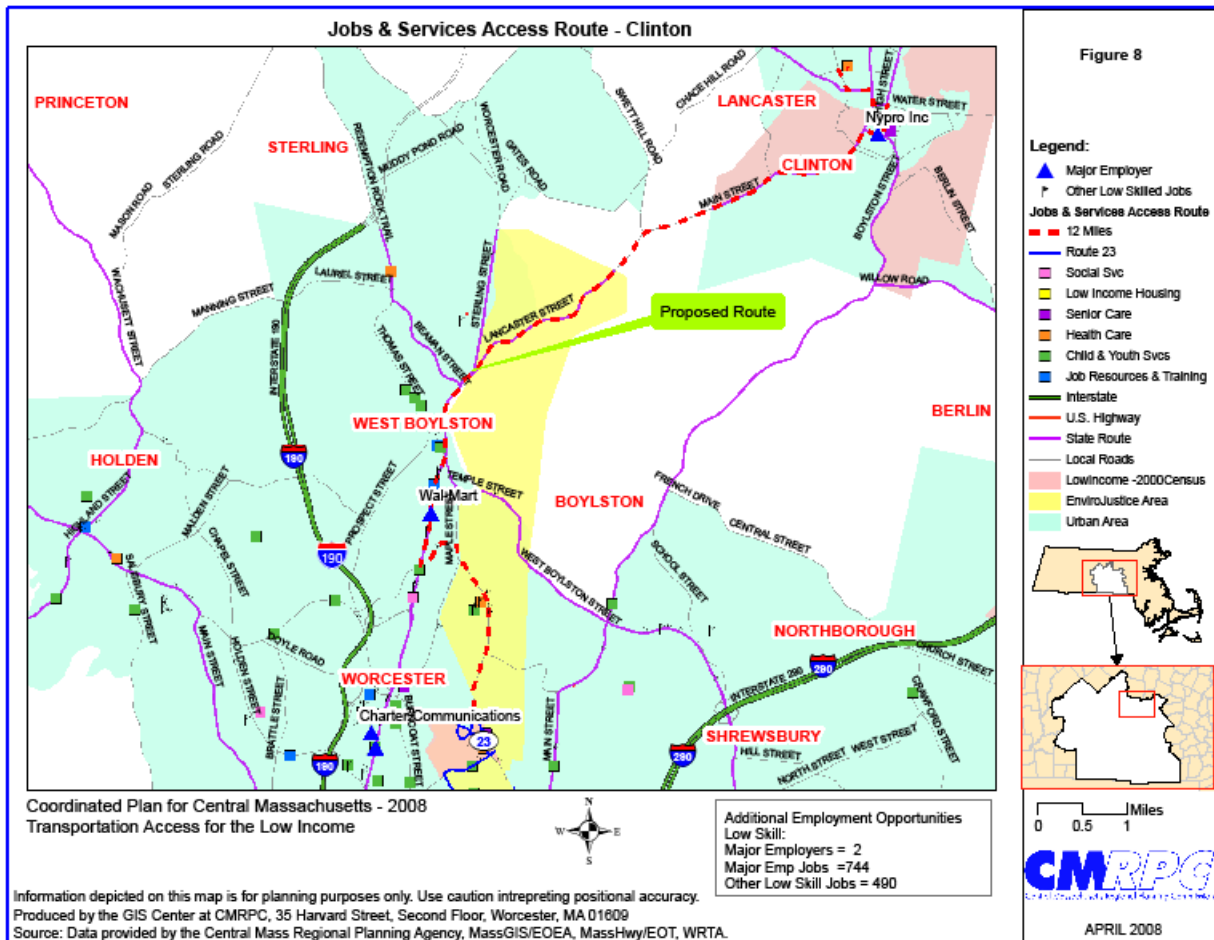 Jobs & Services Access Route - Clinton
Figure 8
PRINCETON
STERLING
LANCASTER
CLINTON
WEST BOYLSTON
HOLDEN
BOYLSTON
BERLIN
NORTHBOROUGH
WORCESTER
SHREWSBURY
STERLING ROAD
MASON ROAD
WACHUSETT STREET
MANNING STREET
REDEMPTION ROCK TRAIL
MUDDY POND ROAD
WORCESTER ROAD
GATES ROAD
SWETT HILL ROAD
CHACE HILL ROAD
HIGH STREET
WATER STREET
Nypro Inc
MAIN STREET
BOYLSTON STREET
BERLIN STREET
WILLOW ROAD
LAUREL STREET
STERLING STREET
LANCASTER STREET
Proposed Route
BEAMAN STREET
THOMAS STREET
INTERSTATE 190
190
TEMPLE STREET
Wal-Mart
MAPLE STREET
PROSPECT STREET
190
HIGHLAND STREET
MALDEN STREET
CHAPEL STREET
SALISBURY STREET
MAIN STREET
HOLDEN STREET
DOYLE ROAD
BRATTLE STREET
WEST BOYLSTON STREET
FRENCH DRIVE
CENTRAL STREET
SCHOOL STREET
CHURCH STREET
INTERSTATE 290
290
CRAWFORD STREET
Charter Communications
BURNCOAT STREET
23
MAIN STREET
290
HILL STREET
NORTH STREET
WEST STREET
190
Legend:
Major Employer
Other Low Skilled Jobs
Jobs & Services Access Route
12 Miles
Route 23
Social Svc
Low Income Housing
Senior Care
Health Care
Child & Youth Svcs
Job Resources & Training
Interstate
U.S. Highway
State Route
Local Roads
LowIncome -2000Census
EnviroJustice Area
Urban Area
Miles
0 0.5 1
CMRPC
APRIL 2008
Coordinated Plan for Central Massachusetts - 2008
Transportation Access for the Low Income
N
W E
S
Additional Employment Opportunities
Low Skill:
Major Employers = 2
Major Emp Jobs =744
Other Low Skill Jobs = 490
Information depicted on this map is for planning purposes only. Use caution intrepreting positional accuracy.
Produced by the GIS Center at CMRPC, 35 Harvard Street, Second Floor, Worcester, MA 01609
Source: Data provided by the Central Mass Regional Planning Agency, MassGIS/EOEA, MassHwy/EOT, WRTA.